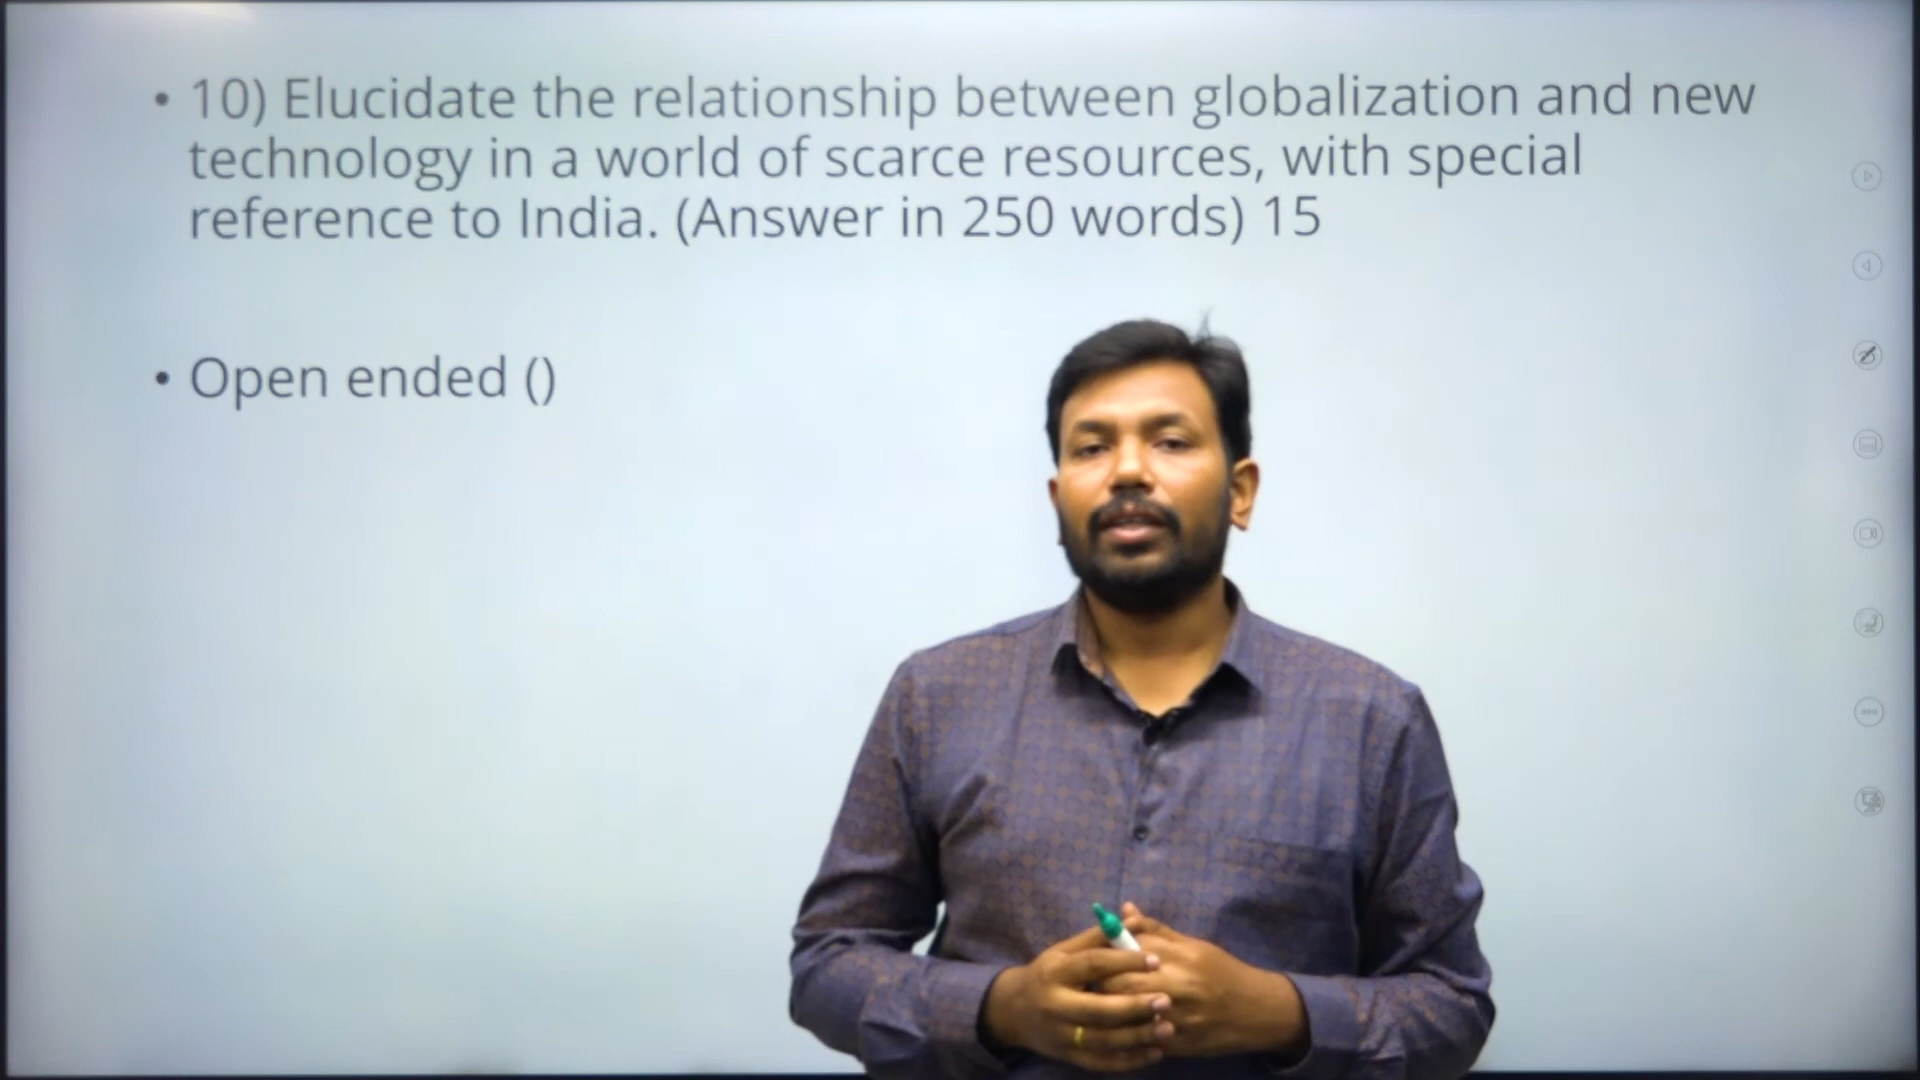 • 10) Elucidate the relationship between globalization and new
technology in a world of scarce resources, with special
reference to India. (Answer in 250 words) 15
• Open ended ()